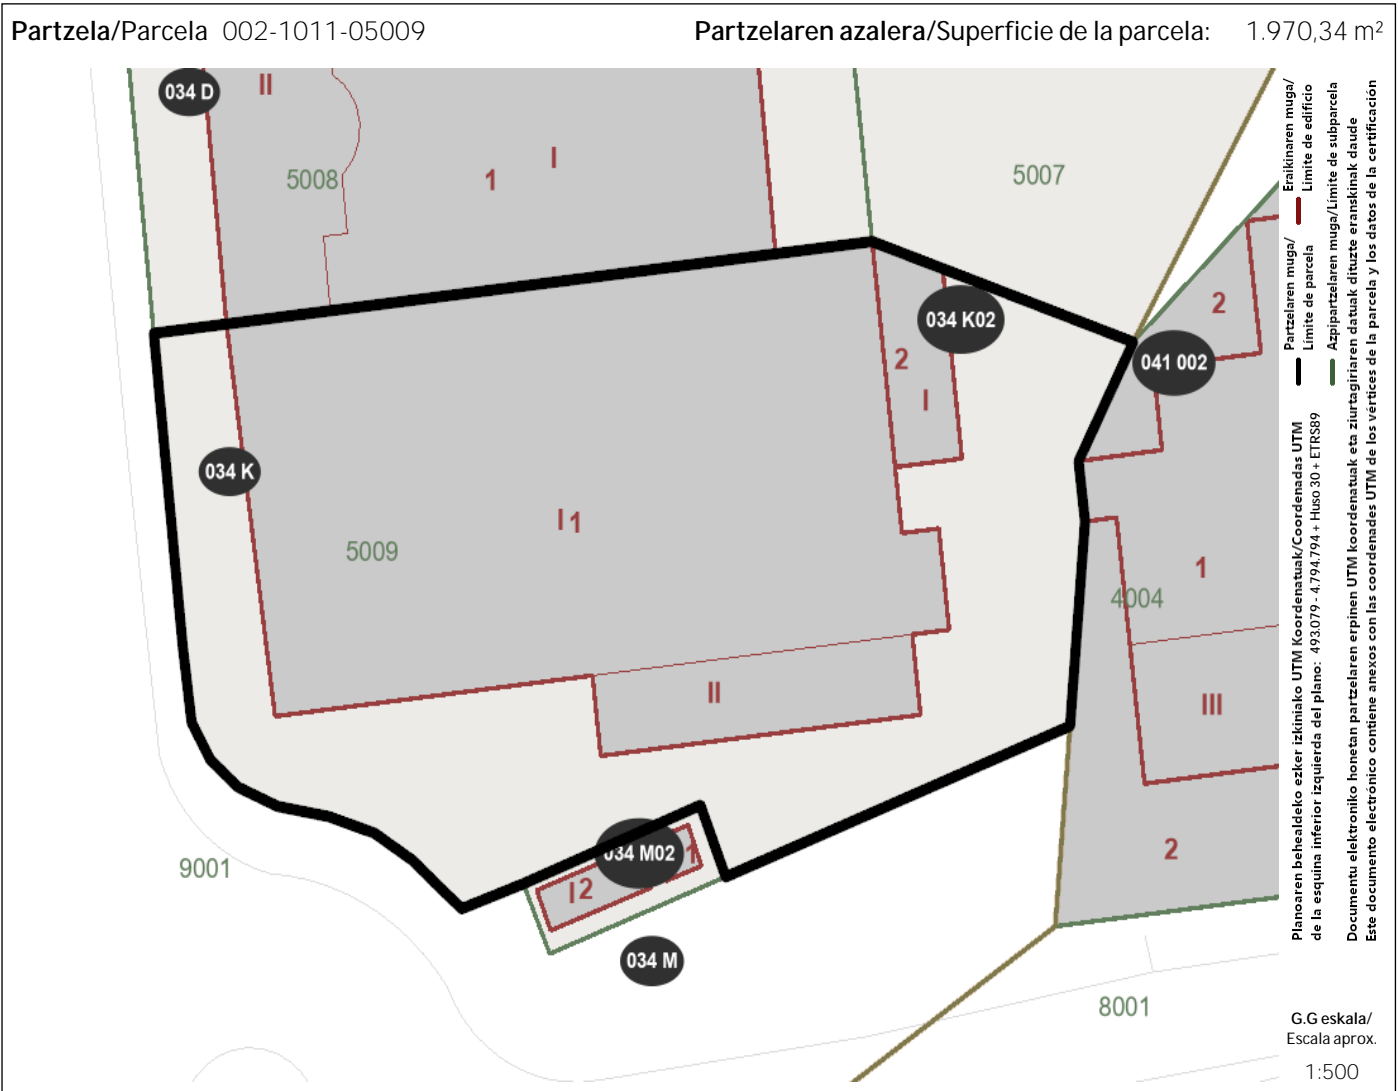 Partzela/Parcela 002-1011-05009
Partzelaren azalera/Superficie de la parcela: 1.970,34 m²
034 D
II
5008
1
I
5007
2
034 K02
2
I
041 002
034 K
I 1
5009
1
4004
II
III
034 M02
1
I 2
2
9001
034 M
8001
Partzelaren muga/
Límite de parcela
Eraikinaren muga/
Límite de edificio
Azpipartzelaren muga/Límite de subparcela
Planoaren behealdeko ezker izkiniako UTM Koordenatuak/Coordenadas UTM
de la esquina inferior izquierda del plano: 493.079 - 4.794.794 + Huso 30 + ETRS89
Documentu elektroniko honetan partzelaren erpinen UTM koordenatuak eta ziurtagiriaren datuak dituzte eranskinak daude
Este documento electrónico contiene anexos con las coordenadas UTM de los vértices de la parcela y los datos de la certificación
G.G eskala/
Escala aprox.
1:500